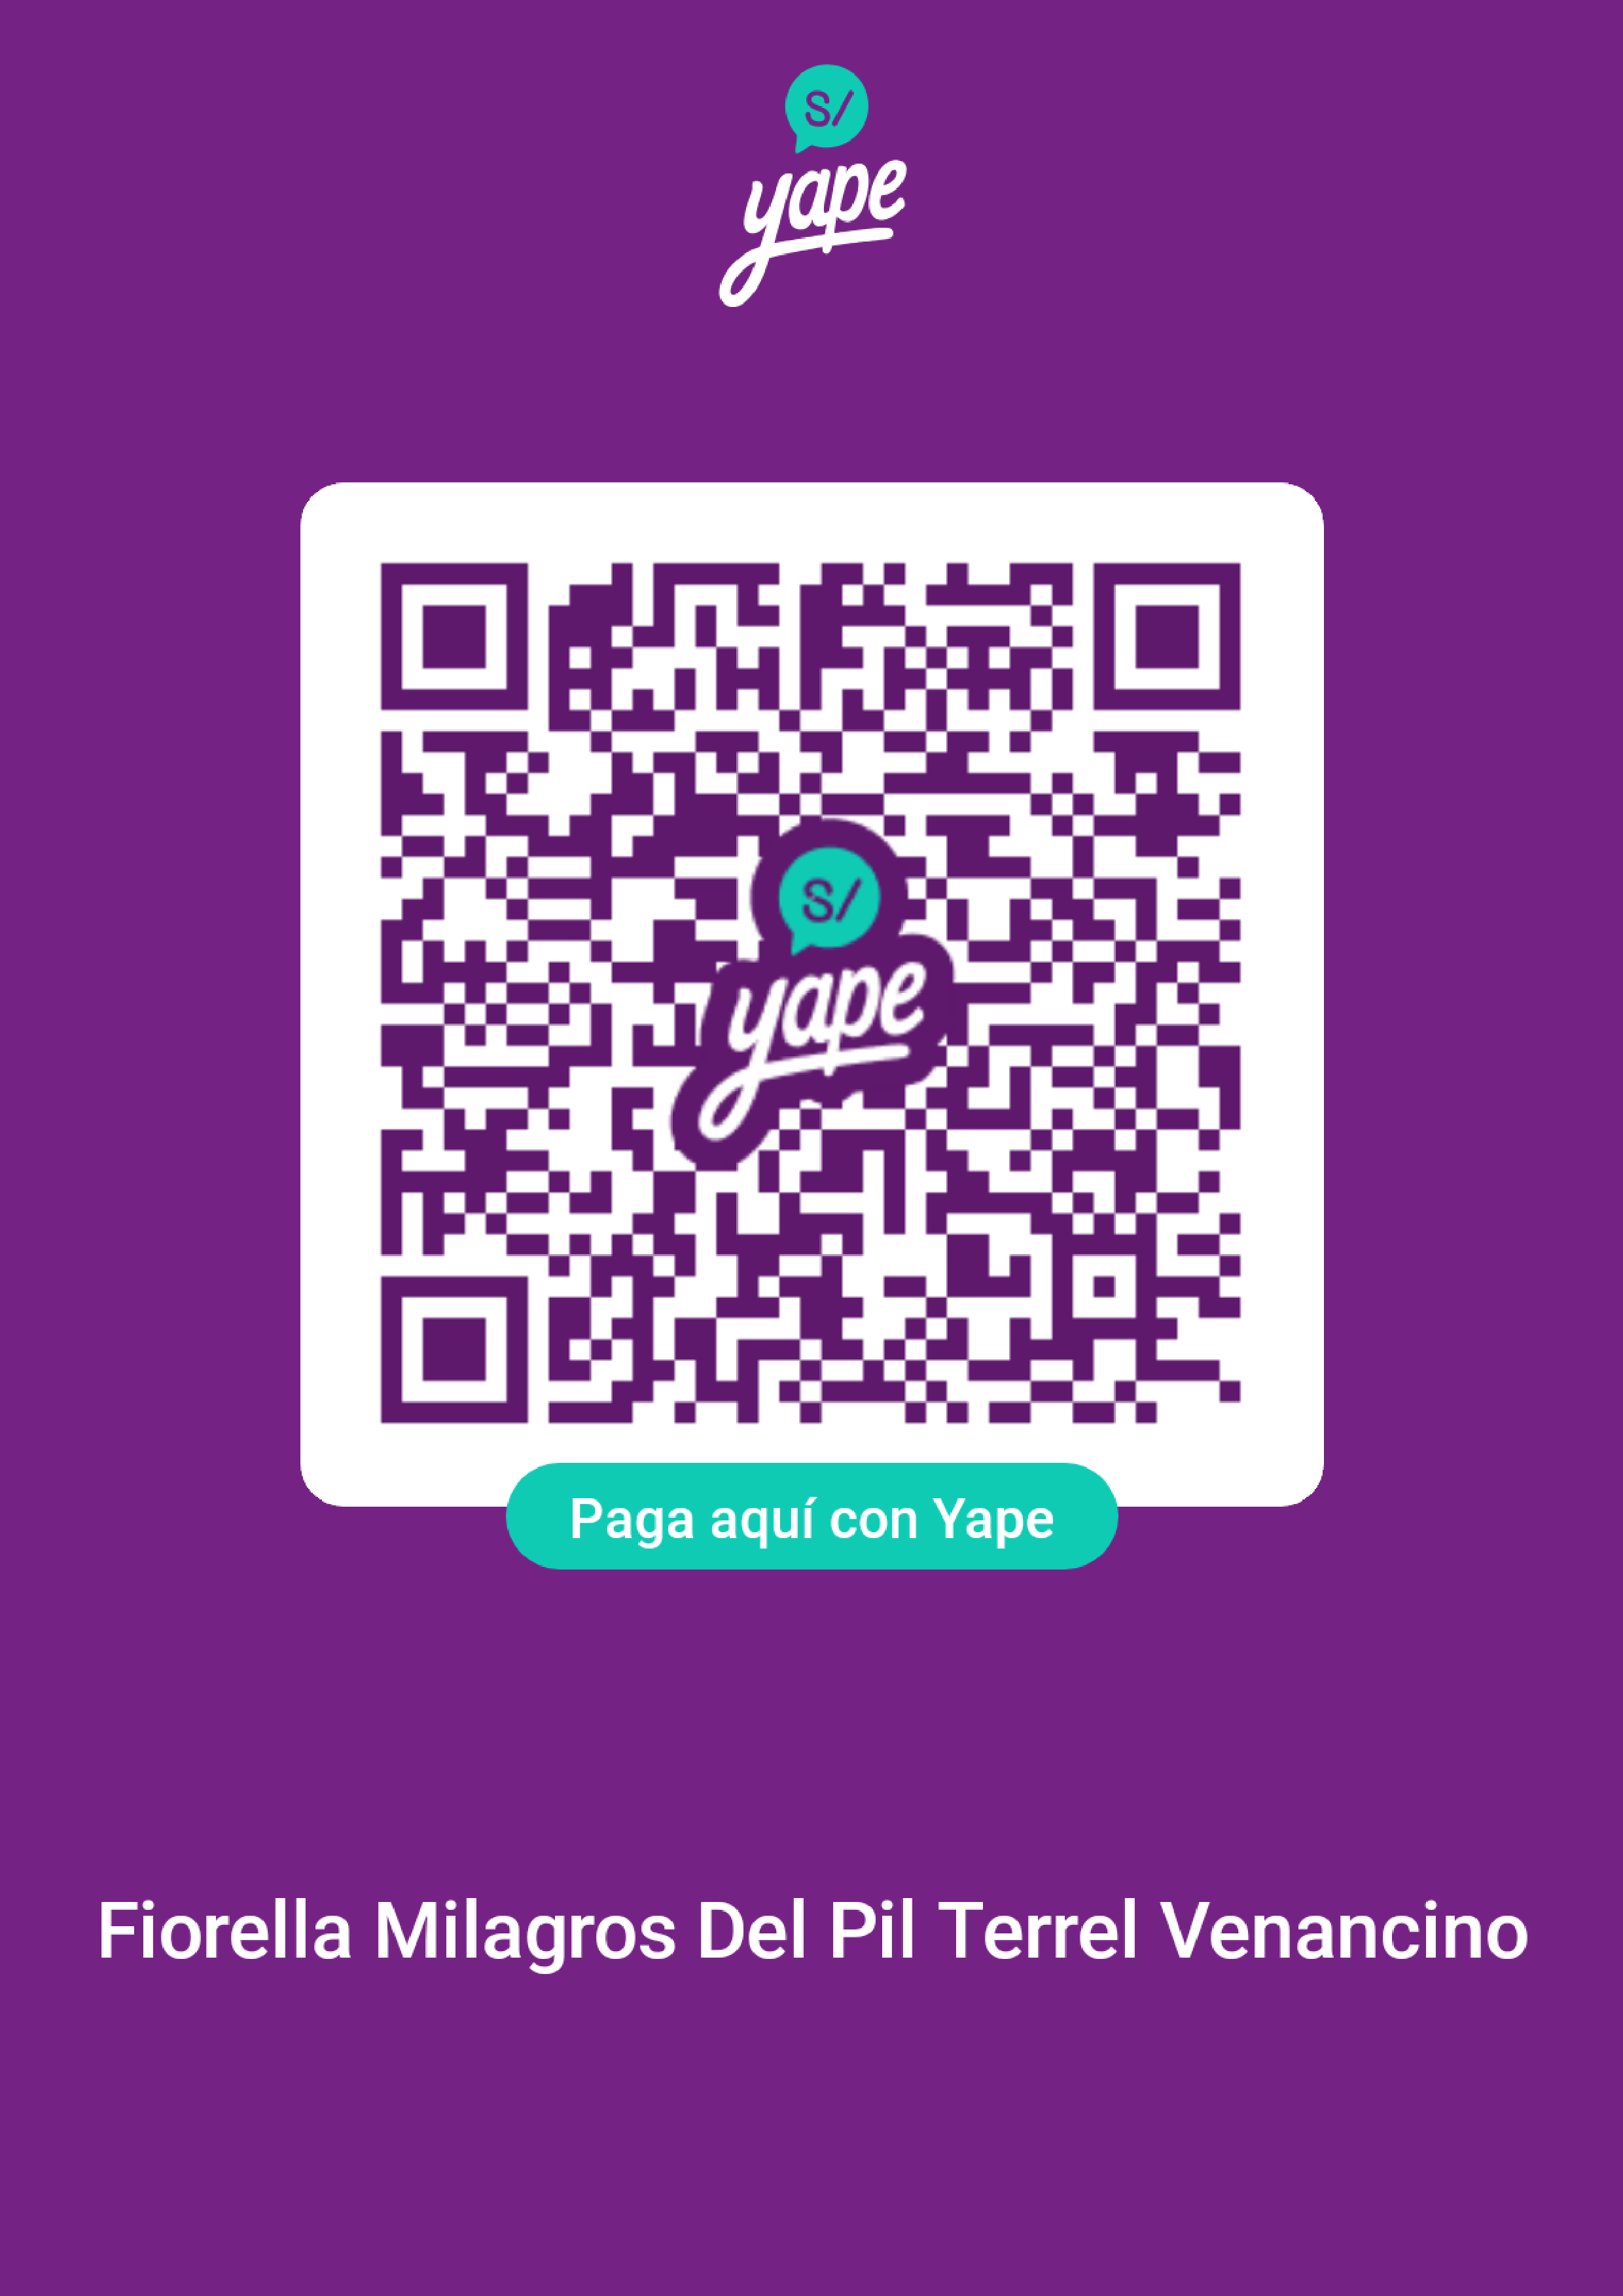 S/
yape
S/
yape
Paga aquí con Yape
Fiorella Milagros Del Pil Terrel Venancino